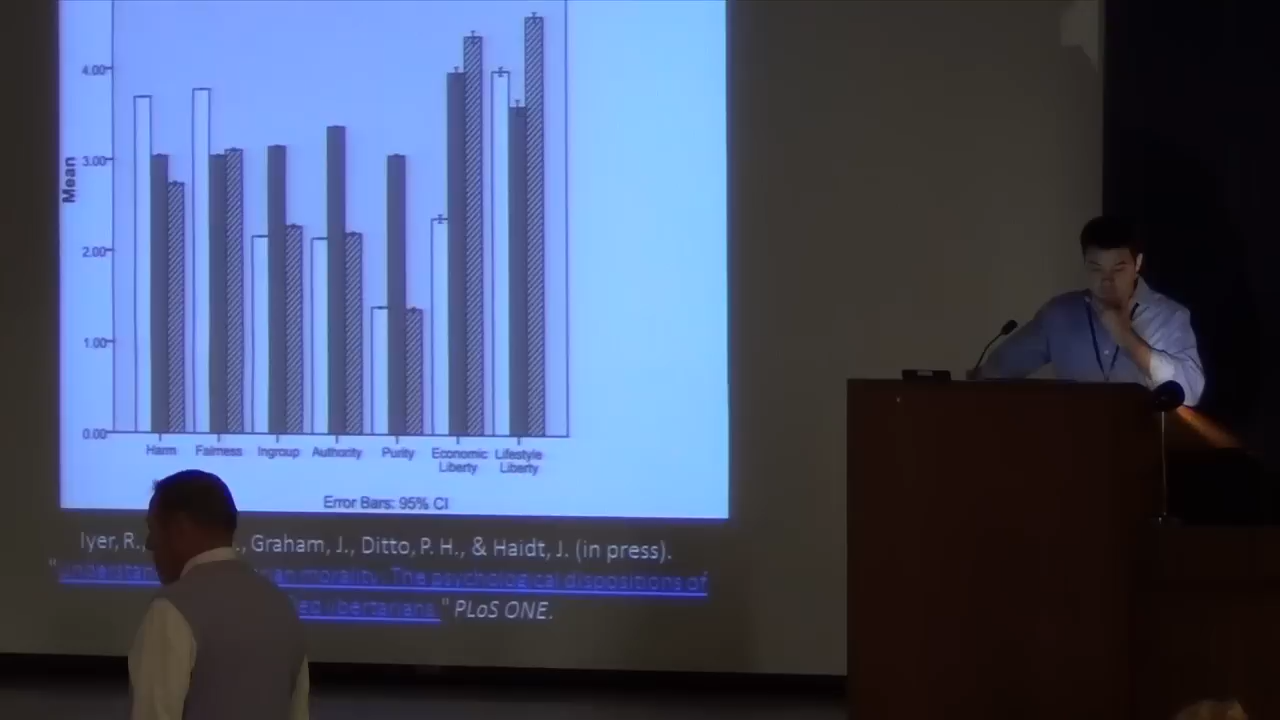 4.00
3.00
2.00
1.00
0.00
Mean
Harm Fairness Ingroup Authority Purity Economic Liberty Lifestyle Liberty
Error Bars: 95% CI
Iyer, R., Graham, J., Ditto, P. H., & Haidt, J. (in press).
" morality: The psychological dispositions of
libertarians." PLoS ONE.